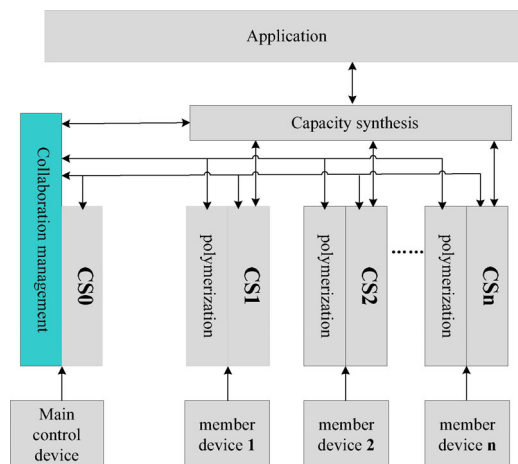 Application
Capacity synthesis
Collaboration management
CS0
polymerization
CS1
polymerization
CS2
......
polymerization
CSn
Main
control
device
member
device 1
member
device 2
member
device n